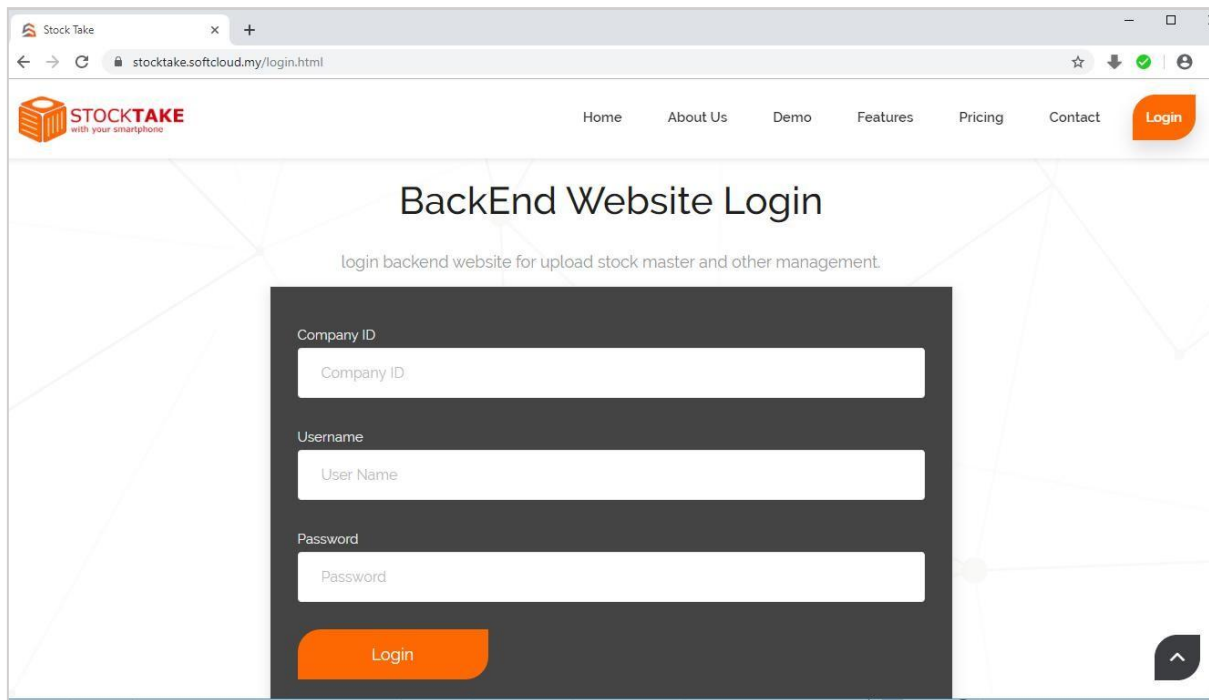 Stock Take
stocktake.softcloud.my/login.html
STOCKTAKE
with your smartphone
Home About Us Demo Features Pricing Contact Login
BackEnd Website Login
login backend website for upload stock master and other management.
Company ID
Company ID
Username
User Name
Password
Password
Login